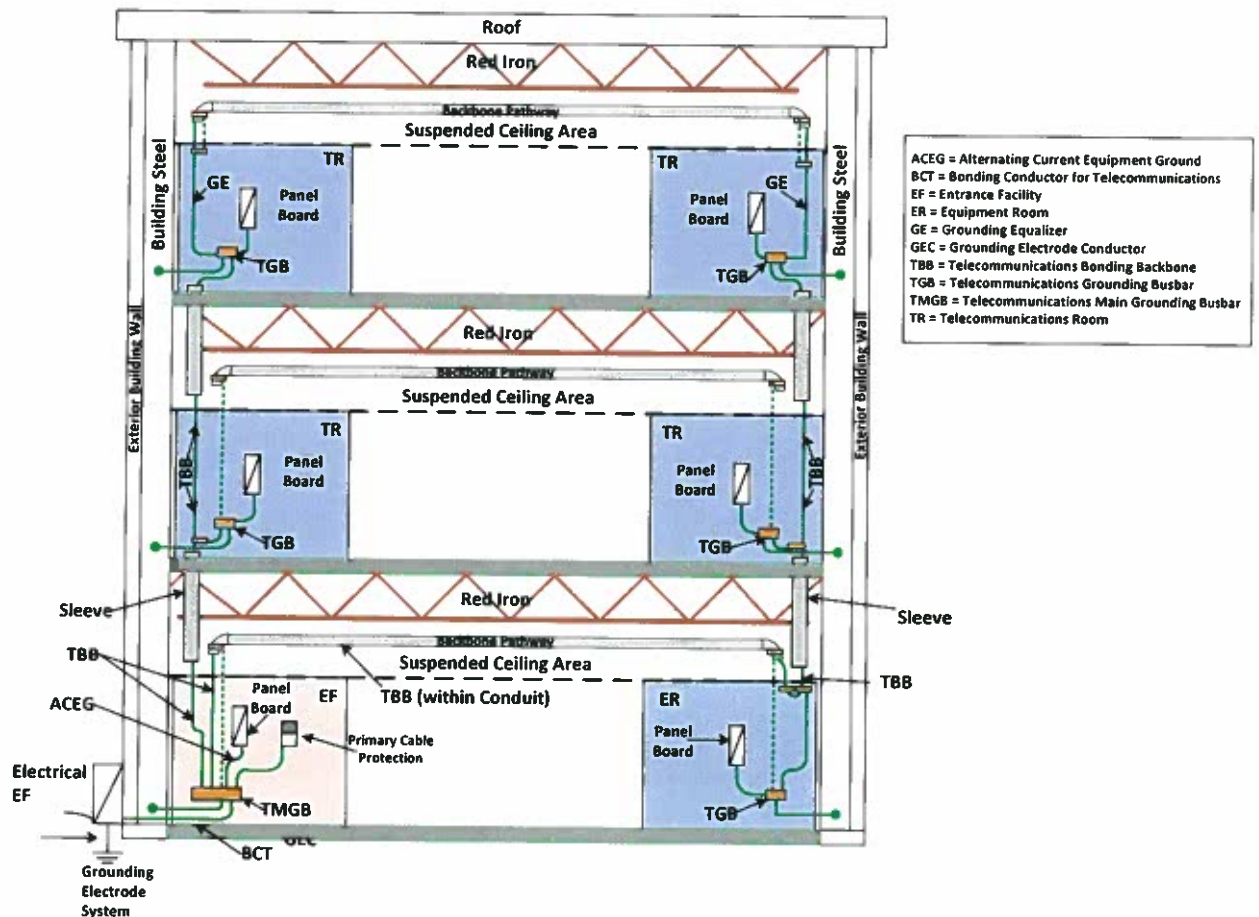 Roof
Red Iron
Backbone Pathway
Suspended Ceiling Area
TR
TR
Building Steel
Building Steel
GE
GE
Panel
Board
Panel
Board
TGB
TGB
ACEG = Alternating Current Equipment Ground
BCT = Bonding Conductor for Telecommunications
EF = Entrance Facility
ER = Equipment Room
GE = Grounding Equalizer
GEC = Grounding Electrode Conductor
TBB = Telecommunications Bonding Backbone
TGB = Telecommunications Grounding Busbar
TMGB = Telecommunications Main Grounding Busbar
TR = Telecommunications Room
Exterior Building Wall
Exterior Building Wall
Red Iron
Backbone Pathway
Suspended Ceiling Area
TR
TR
TBB
TBB
Panel
Board
Panel
Board
TGB
TGB
Sleeve
Red Iron
Sleeve
Backbone Pathway
Suspended Ceiling Area
TBB
TBB (within Conduit)
TBB
ACEG
Panel
Board
EF
Primary Cable
Protection
ER
Panel
Board
Electrical
EF
TMGB
TGB
BCT
GEC
Grounding
Electrode
System